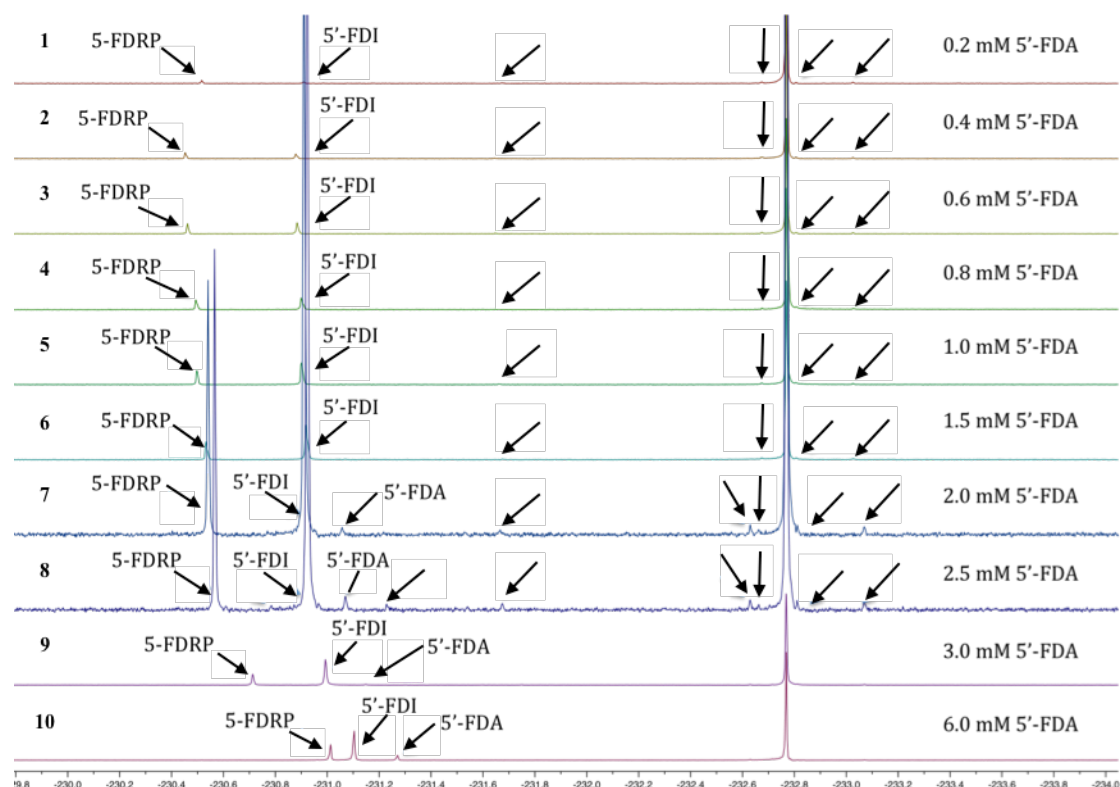 1 5-FDRP 5'-FDI 0.2 mM 5'-FDA
2 5-FDRP 5'-FDI 0.4 mM 5'-FDA
3 5-FDRP 5'-FDI 0.6 mM 5'-FDA
4 5-FDRP 5'-FDI 0.8 mM 5'-FDA
5 5-FDRP 5'-FDI 1.0 mM 5'-FDA
6 5-FDRP 5'-FDI 1.5 mM 5'-FDA
7 5-FDRP 5'-FDI 5'-FDA 2.0 mM 5'-FDA
8 5-FDRP 5'-FDI 5'-FDA 2.5 mM 5'-FDA
9 5-FDRP 5'-FDI 5'-FDA 3.0 mM 5'-FDA
10 5-FDRP 5'-FDI 5'-FDA 6.0 mM 5'-FDA
-230.0 -230.2 -230.4 -230.6 -230.8 -231.0 -231.2 -231.4 -231.6 -231.8 -232.0 -232.2 -232.4 -232.6 -232.8 -233.0 -233.2 -233.4 -233.6 -233.8